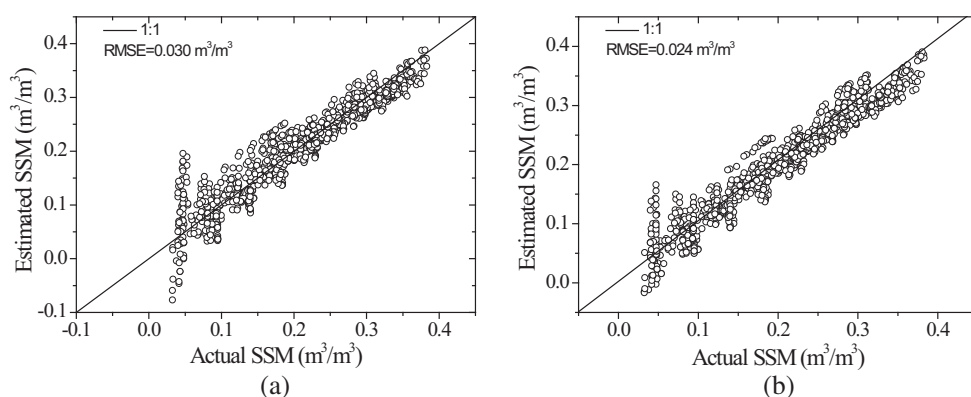 1:1
RMSE=0.030 m³/m³
0.4
0.3
0.2
0.1
0.0
-0.1
Estimated SSM (m³/m³)
-0.1 0.0 0.1 0.2 0.3 0.4
Actual SSM (m³/m³)
(a)
1:1
RMSE=0.024 m³/m³
0.4
0.3
0.2
0.1
0.0
Estimated SSM (m³/m³)
0.0 0.1 0.2 0.3 0.4
Actual SSM (m³/m³)
(b)